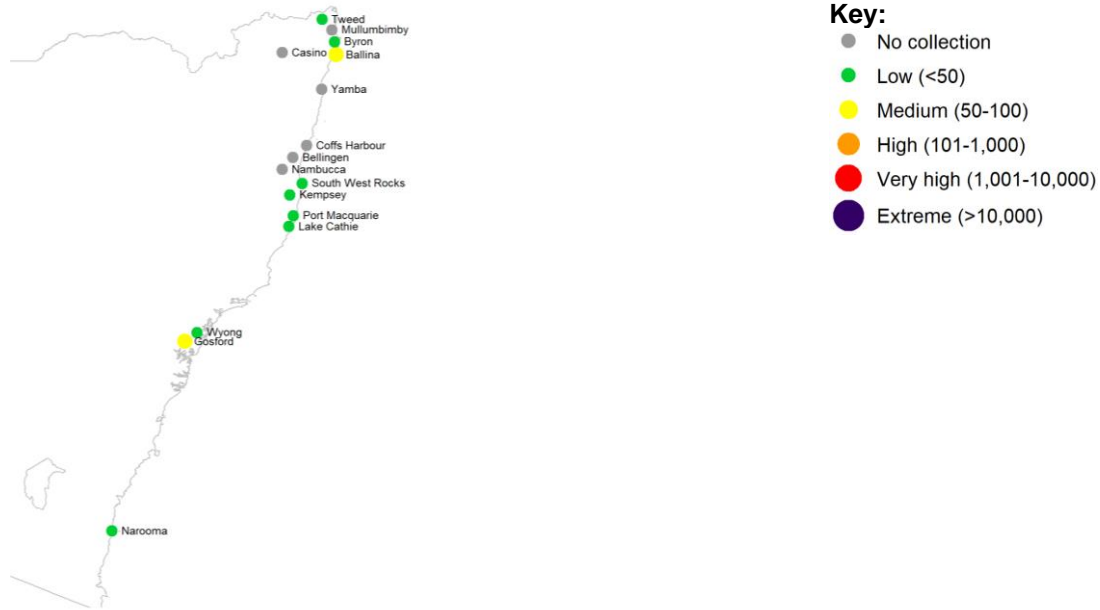 Tweed
Mullumbimby
Byron
Casino
Ballina
Yamba
Coffs Harbour
Bellingen
Nambucca
South West Rocks
Kempsey
Port Macquarie
Lake Cathie
Wyong
Gosford
Narooma
Key:
No collection
Low (<50)
Medium (50-100)
High (101-1,000)
Very high (1,001-10,000)
Extreme (>10,000)